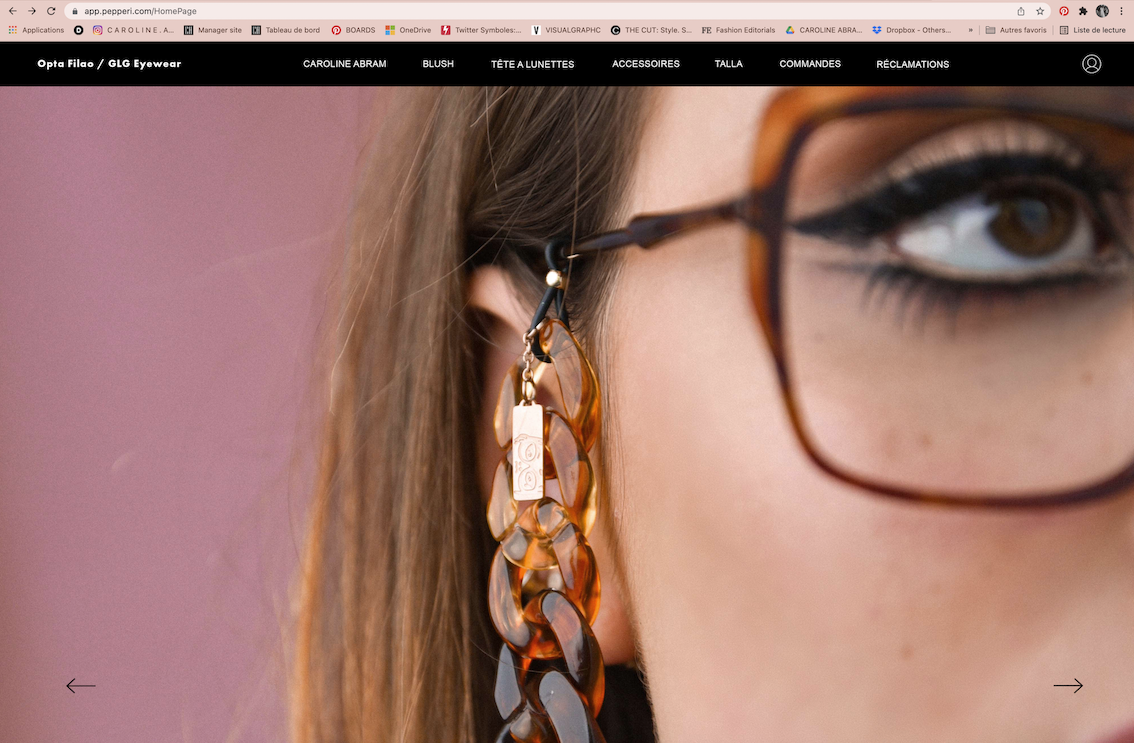 app.pepperi.com/HomePage
Applications C A R O L I N E . A... Manager site Tableau de bord BOARDS OneDrive Twitter Symboles:... VISUALGRAPHC THE CUT: Style. S... Fashion Editorials CAROLINE ABRA... Dropbox - Others... » Autres favoris Liste de lecture
Opta Filao / GLG Eyewear CAROLINE ABRAM BLUSH TÊTE A LUNETTES ACCESSOIRES TALLA COMMANDES RÉCLAMATIONS